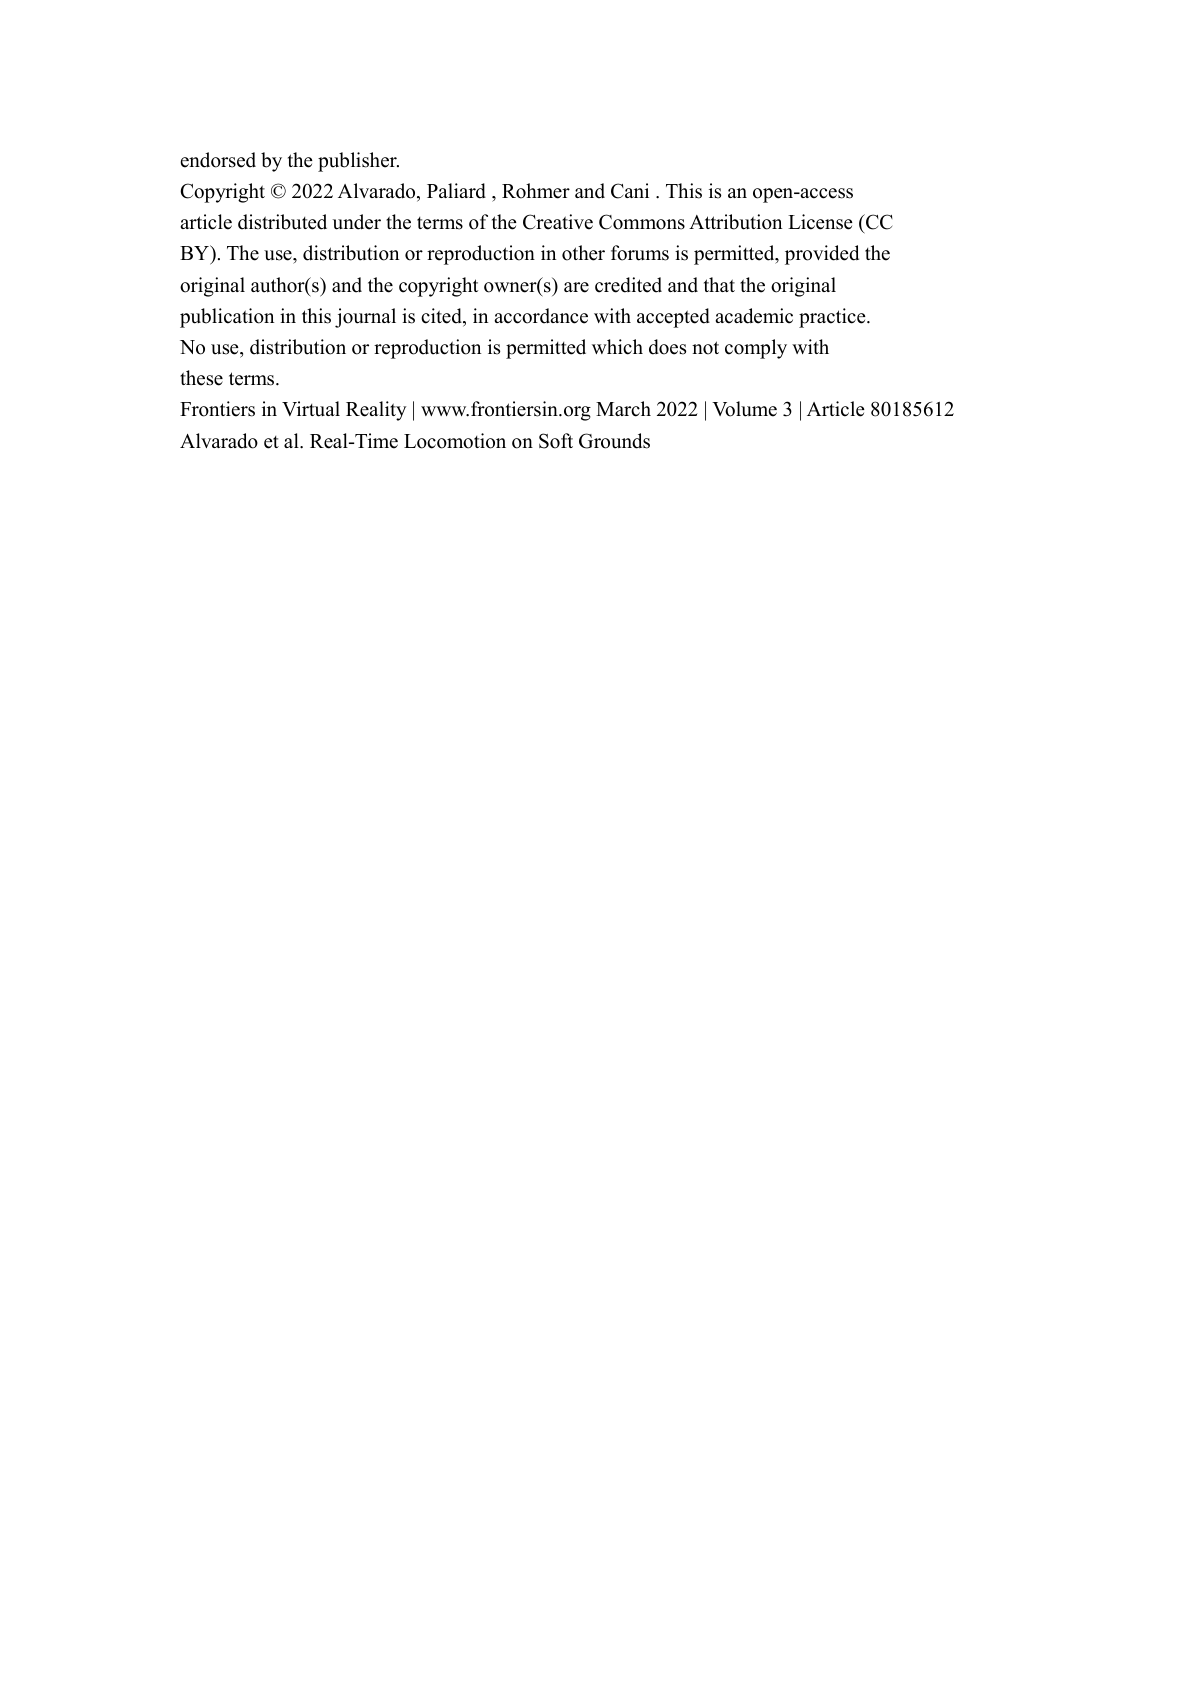 endorsed by the publisher.
Copyright © 2022 Alvarado, Paliard , Rohmer and Cani . This is an open-access
article distributed under the terms of the Creative Commons Attribution License (CC
BY). The use, distribution or reproduction in other forums is permitted, provided the
original author(s) and the copyright owner(s) are credited and that the original
publication in this journal is cited, in accordance with accepted academic practice.
No use, distribution or reproduction is permitted which does not comply with
these terms.
Frontiers in Virtual Reality | www.frontiersin.org March 2022 | Volume 3 | Article 80185612
Alvarado et al. Real-Time Locomotion on Soft Grounds